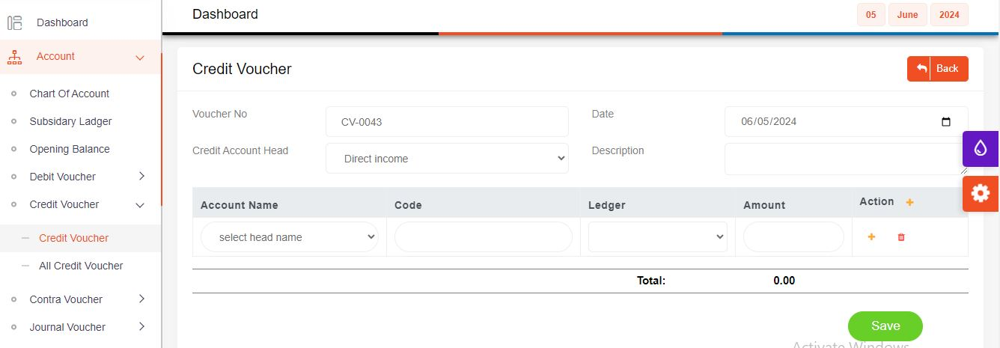 Dashboard
Account
Chart Of Account
Subsidary Ladger
Opening Balance
Debit Voucher
Credit Voucher
Credit Voucher
All Credit Voucher
Contra Voucher
Journal Voucher
Dashboard
05 June 2024
Credit Voucher
Back
Voucher No CV-0043 Date 06/05/2024
Credit Account Head Direct income Description
Account Name Code Ledger Amount Action
select head name
Total: 0.00
Save
Activate Windows